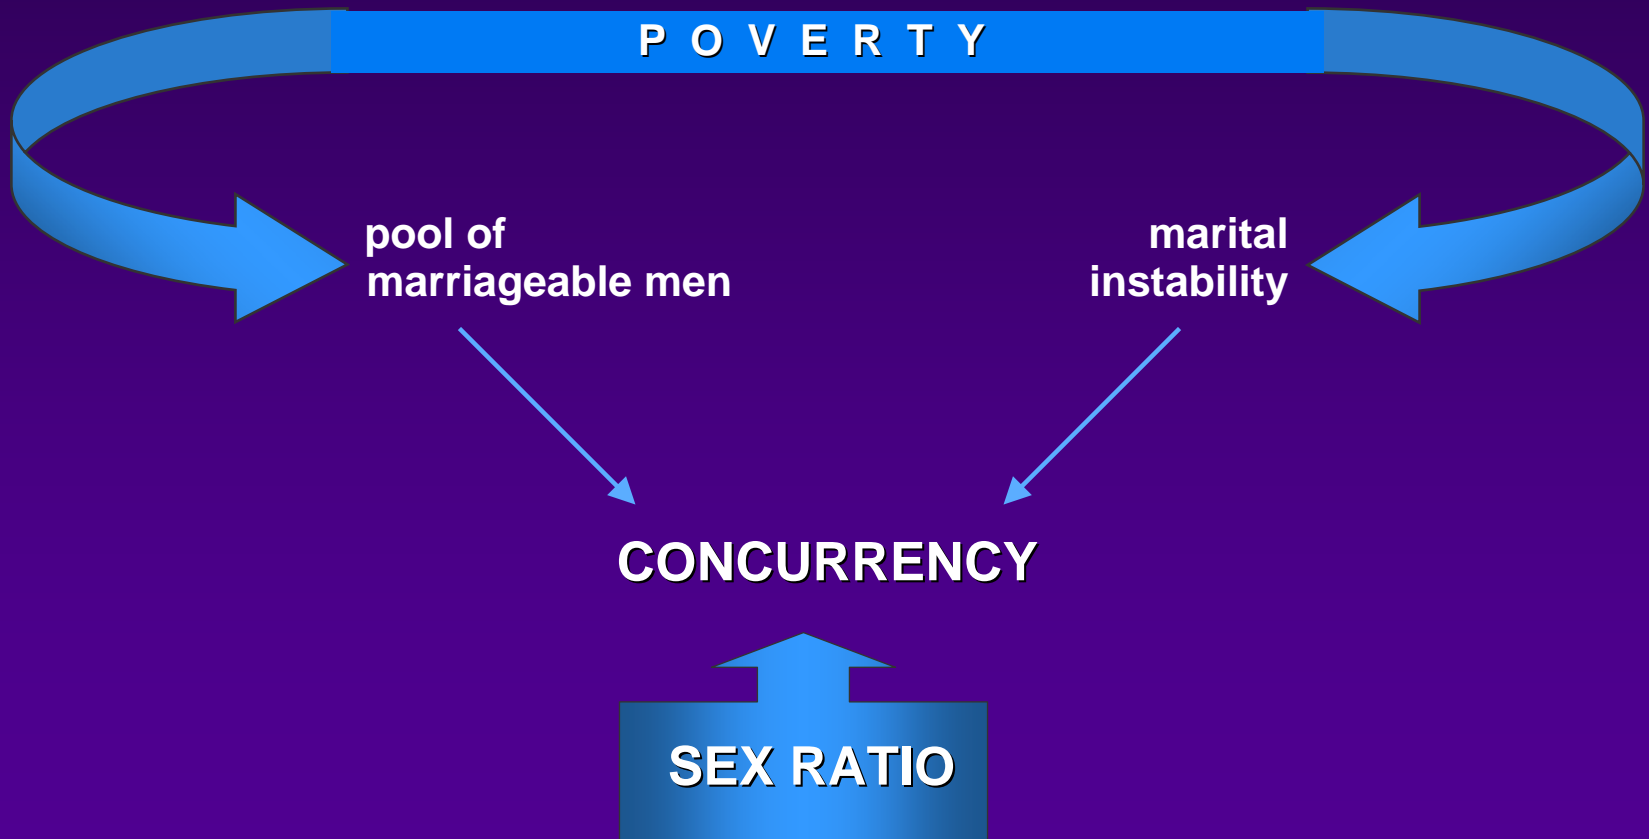 P O V E R T Y
pool of
marriageable men
marital
instability
CONCURRENCY
SEX RATIO